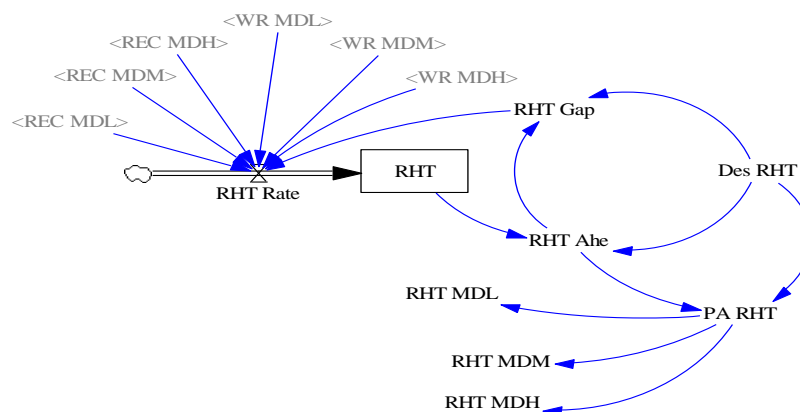 <WR MDL>
<REC MDH>
<WR MDM>
<REC MDM>
<WR MDH>
<REC MDL>
RHT Gap
RHT Rate
RHT
Des RHT
RHT Ahe
RHT MDL
PA RHT
RHT MDM
RHT MDH